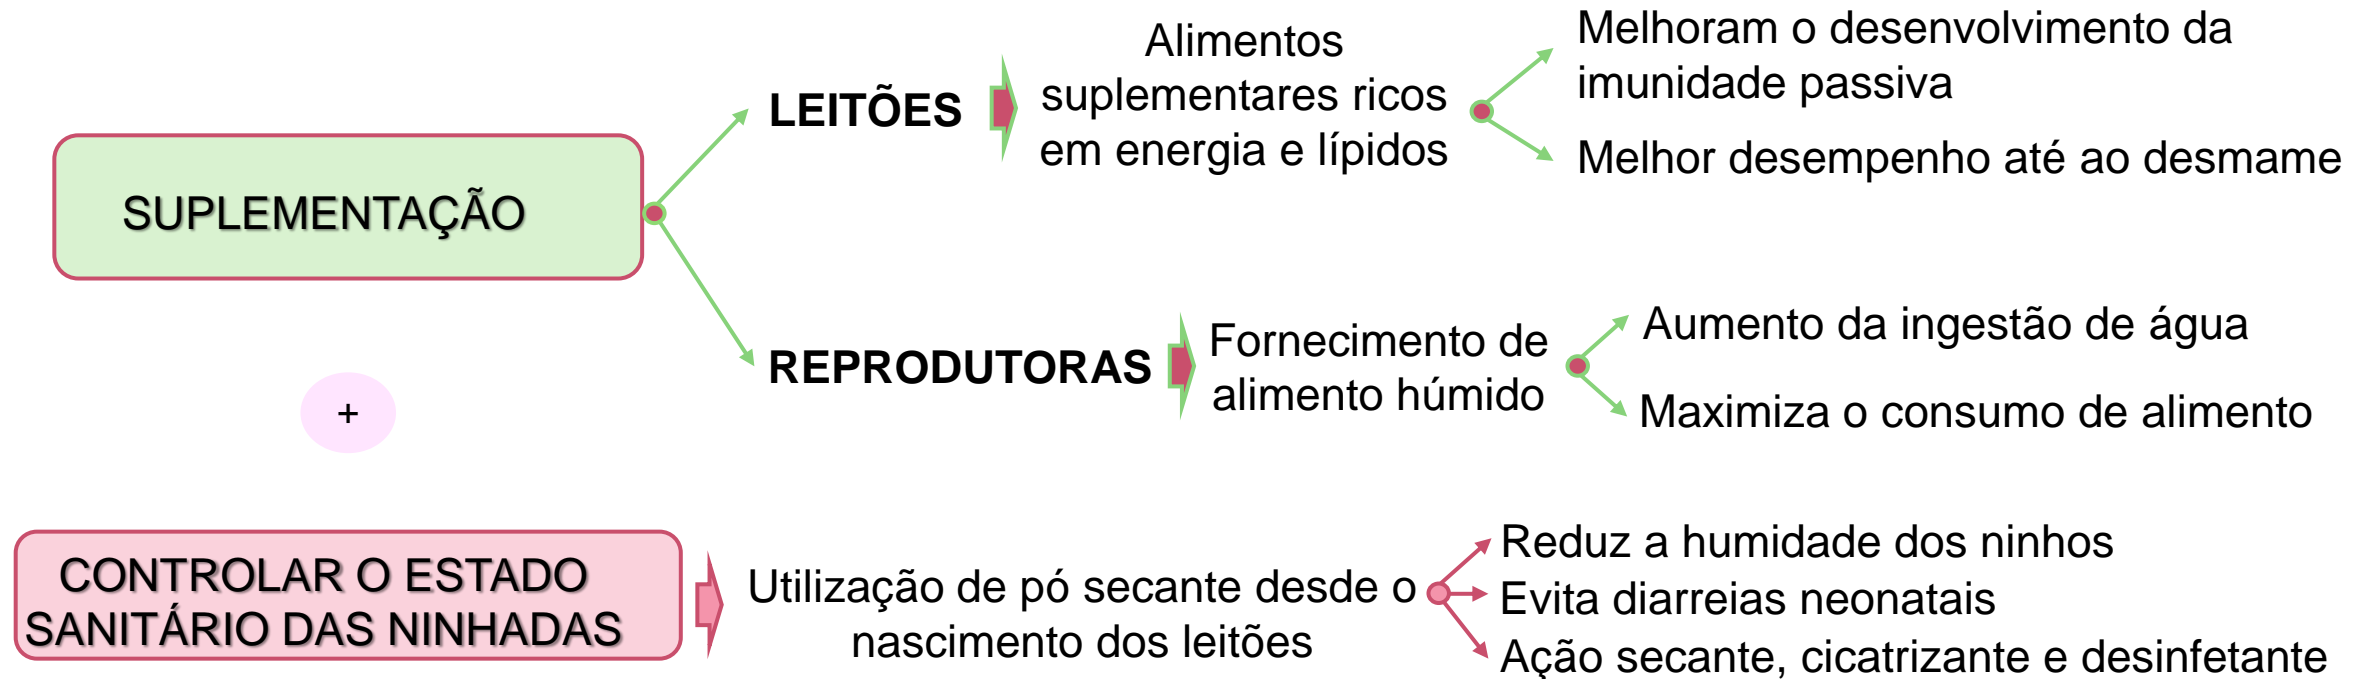 SUPLEMENTAÇÃO
LEITÕES
Alimentos
suplementares ricos
em energia e lípidos
Melhoram o desenvolvimento da
imunidade passiva
Melhor desempenho até ao desmame
REPRODUTORAS
Fornecimento de
alimento húmido
Aumento da ingestão de água
Maximiza o consumo de alimento
+
CONTROLAR O ESTADO
SANITÁRIO DAS NINHADAS
Utilização de pó secante desde o
nascimento dos leitões
Reduz a humidade dos ninhos
Evita diarreias neonatais
Ação secante, cicatrizante e desinfetante